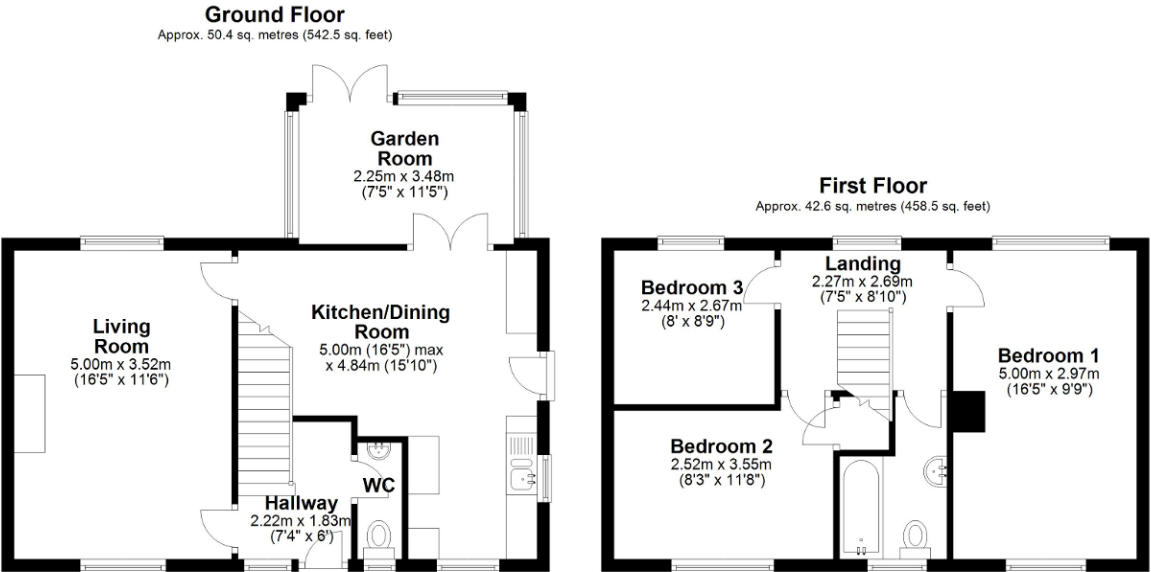 Ground Floor
Approx. 50.4 sq. metres (542.5 sq. feet)
Garden
Room
2.25m x 3.48m
(7'5" x 11'5")
Living
Room
5.00m x 3.52m
(16'5" x 11'6")
Kitchen/Dining
Room
5.00m (16'5") max
x 4.84m (15'10")
WC
Hallway
2.22m x 1.83m
(7'4" x 6')
First Floor
Approx. 42.6 sq. metres (458.5 sq. feet)
Landing
2.27m x 2.69m
(7'5" x 8'10")
Bedroom 3
2.44m x 2.67m
(8' x 8'9")
Bedroom 1
5.00m x 2.97m
(16'5" x 9'9")
Bedroom 2
2.52m x 3.55m
(8'3" x 11'8")